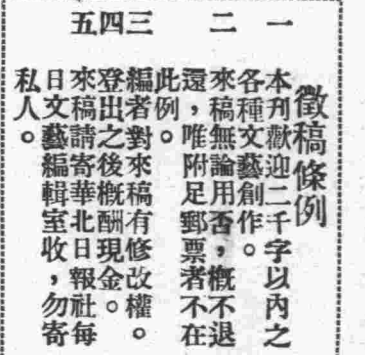 徵稿條例
一 本刊歡迎二千字以內之
各種文藝創作。
二 來稿無論用否，概不退
還，唯附足郵票者不在
此例。
三 編者對來稿有修改權。
四 登出之後概酬現金。
五 來稿請寄華北日報社每
日文藝編輯室收，勿寄
私人。